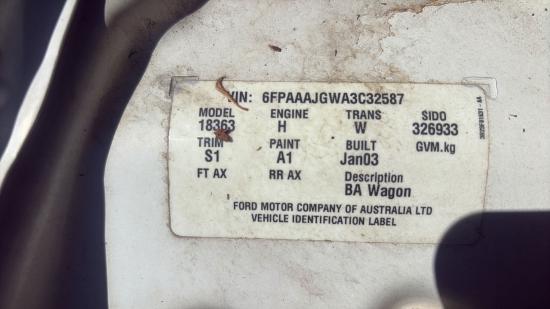 VIN: 6FPAAAJGWA3C32587
MODEL ENGINE TRANS SIDO
18363 H W 326933
TRIM PAINT BUILT GVM.kg
S1 A1 Jan03
FT AX RR AX Description
BA Wagon
FORD MOTOR COMPANY OF AUSTRALIA LTD
VEHICLE IDENTIFICATION LABEL